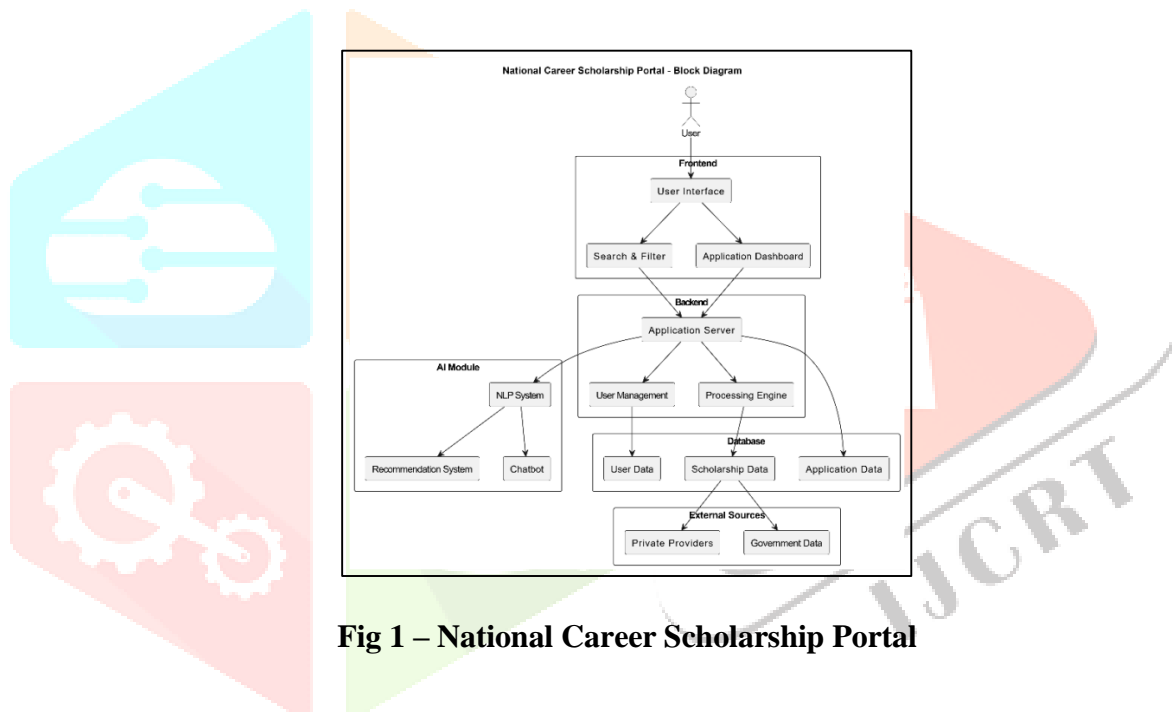 National Career Scholarship Portal - Block Diagram
User
Frontend
User Interface
Search & Filter
Application Dashboard
Backend
Application Server
AI Module
NLP System
User Management
Processing Engine
Database
Recommendation System
Chatbot
User Data
Scholarship Data
Application Data
External Sources
Private Providers
Government Data
IJCRT
Fig 1 – National Career Scholarship Portal